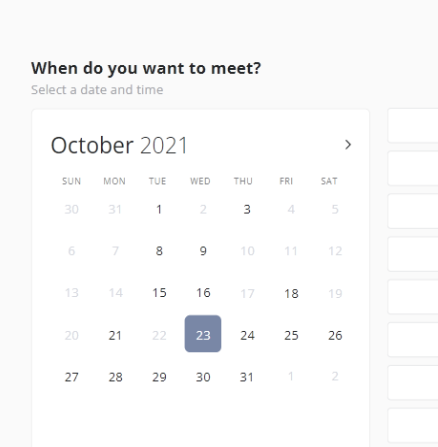 When do you want to meet?
Select a date and time
October 2021
SUN MON TUE WED THU FRI SAT
30 31 1 2 3 4 5
6 7 8 9 10 11 12
13 14 15 16 17 18 19
20 21 22 23 24 25 26
27 28 29 30 31 1 2